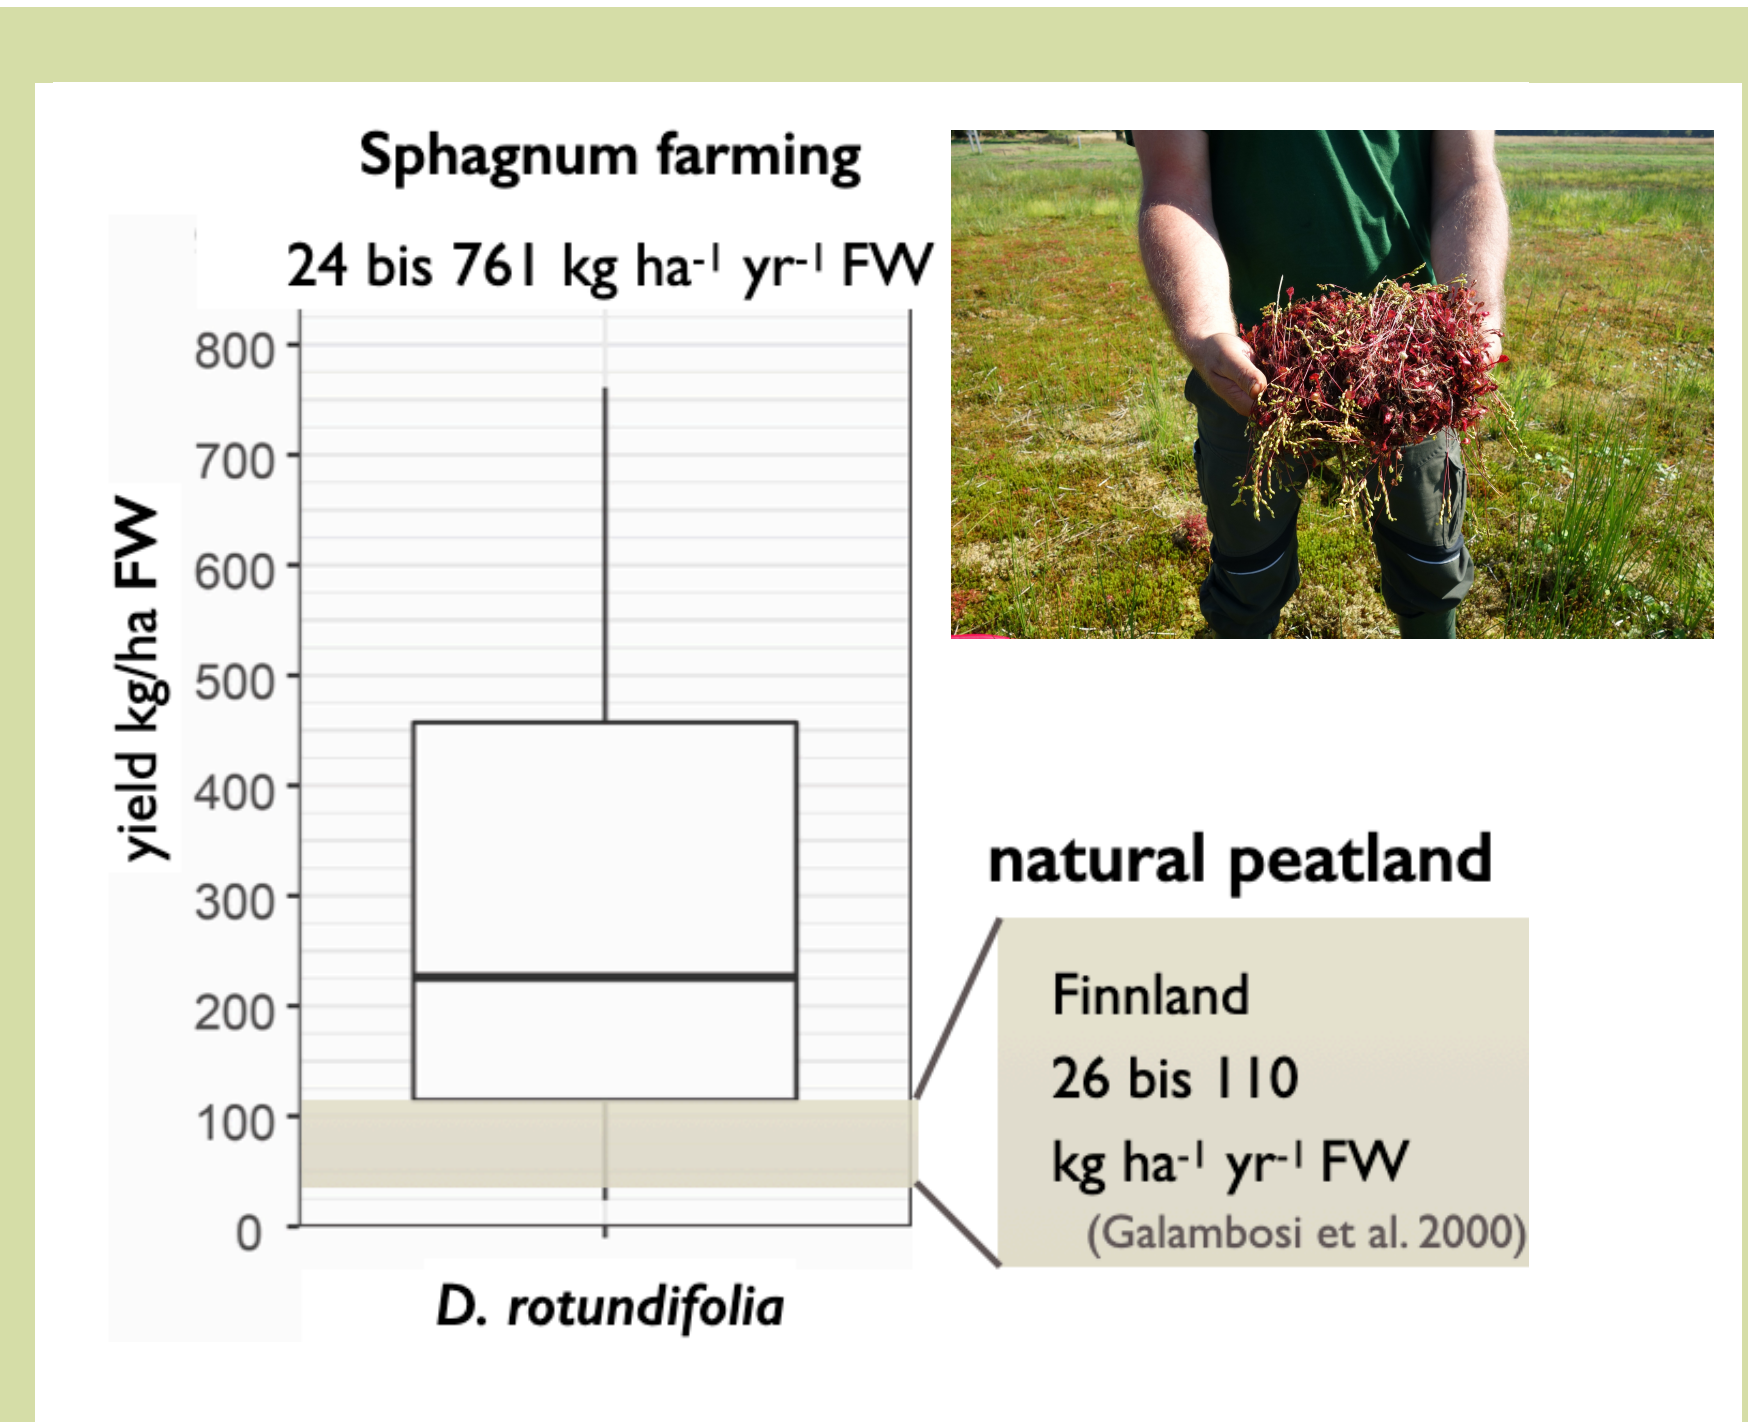 Sphagnum farming
24 bis 761 kg ha-1 yr-1 FW
yield kg/ha FW
800
700
600
500
400
300
200
100
0
D. rotundifolia
natural peatland
Finnland
26 bis 110
kg ha-1 yr-1 FW
(Galambosi et al. 2000)